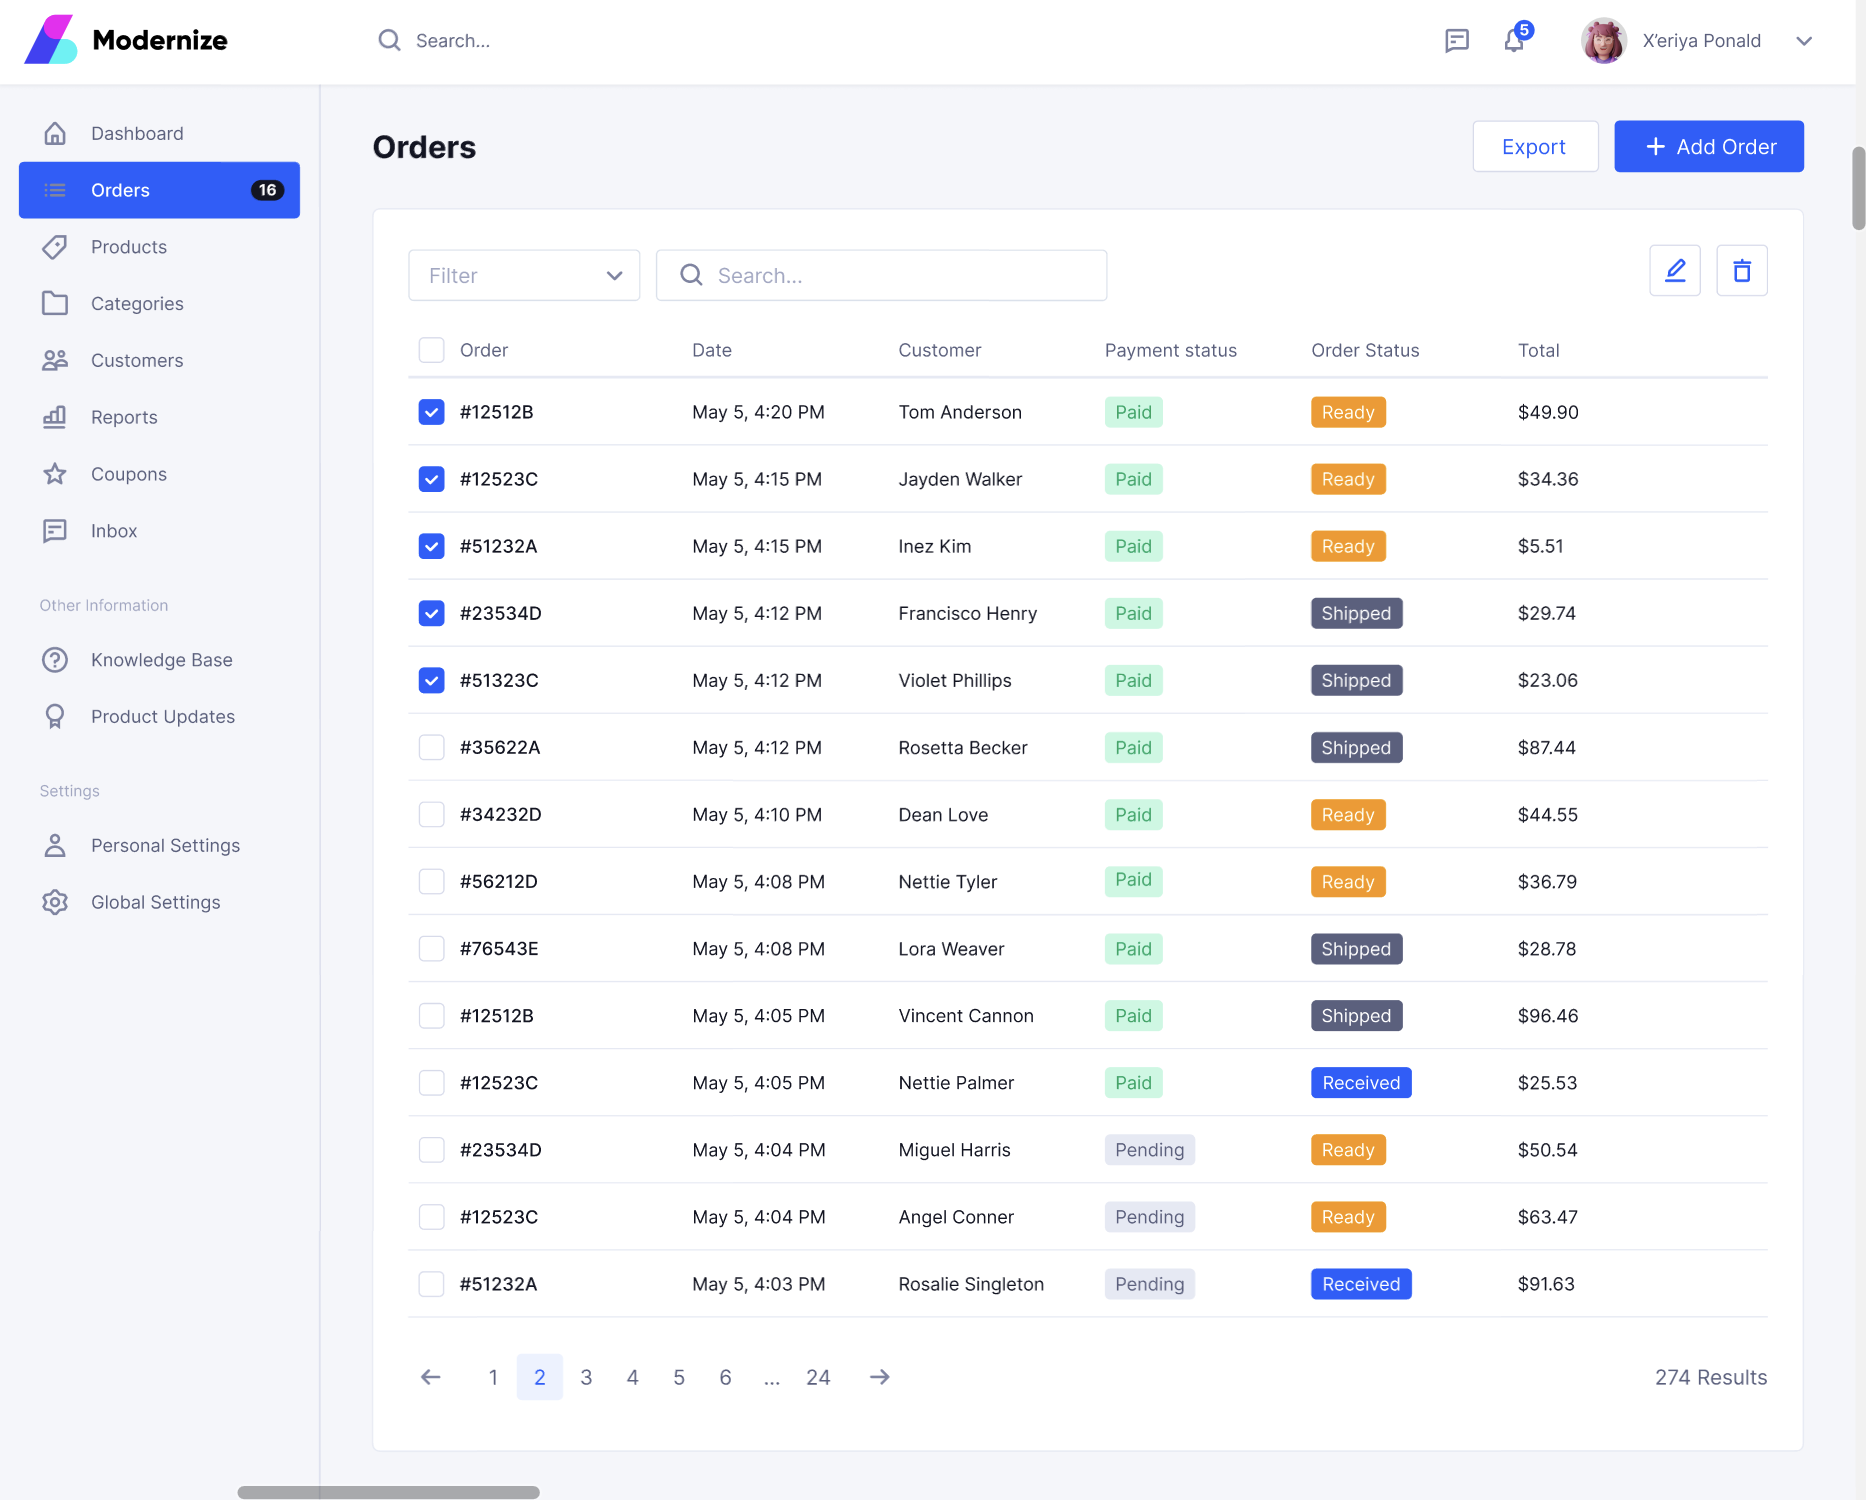 Modernize
Search...
5
X’eriya Ponald
Dashboard
Orders 16
Products
Categories
Customers
Reports
Coupons
Inbox
Other Information
Knowledge Base
Product Updates
Settings
Personal Settings
Global Settings
Orders
Export
Add Order
Filter
Search...
Order Date Customer Payment status Order Status Total
#12512B May 5, 4:20 PM Tom Anderson Paid Ready $49.90
#12523C May 5, 4:15 PM Jayden Walker Paid Ready $34.36
#51232A May 5, 4:15 PM Inez Kim Paid Ready $5.51
#23534D May 5, 4:12 PM Francisco Henry Paid Shipped $29.74
#51323C May 5, 4:12 PM Violet Phillips Paid Shipped $23.06
#35622A May 5, 4:12 PM Rosetta Becker Paid Shipped $87.44
#34232D May 5, 4:10 PM Dean Love Paid Ready $44.55
#56212D May 5, 4:08 PM Nettie Tyler Paid Ready $36.79
#76543E May 5, 4:08 PM Lora Weaver Paid Shipped $28.78
#12512B May 5, 4:05 PM Vincent Cannon Paid Shipped $96.46
#12523C May 5, 4:05 PM Nettie Palmer Paid Received $25.53
#23534D May 5, 4:04 PM Miguel Harris Pending Ready $50.54
#12523C May 5, 4:04 PM Angel Conner Pending Ready $63.47
#51232A May 5, 4:03 PM Rosalie Singleton Pending Received $91.63
1 2 3 4 5 6 ... 24
274 Results